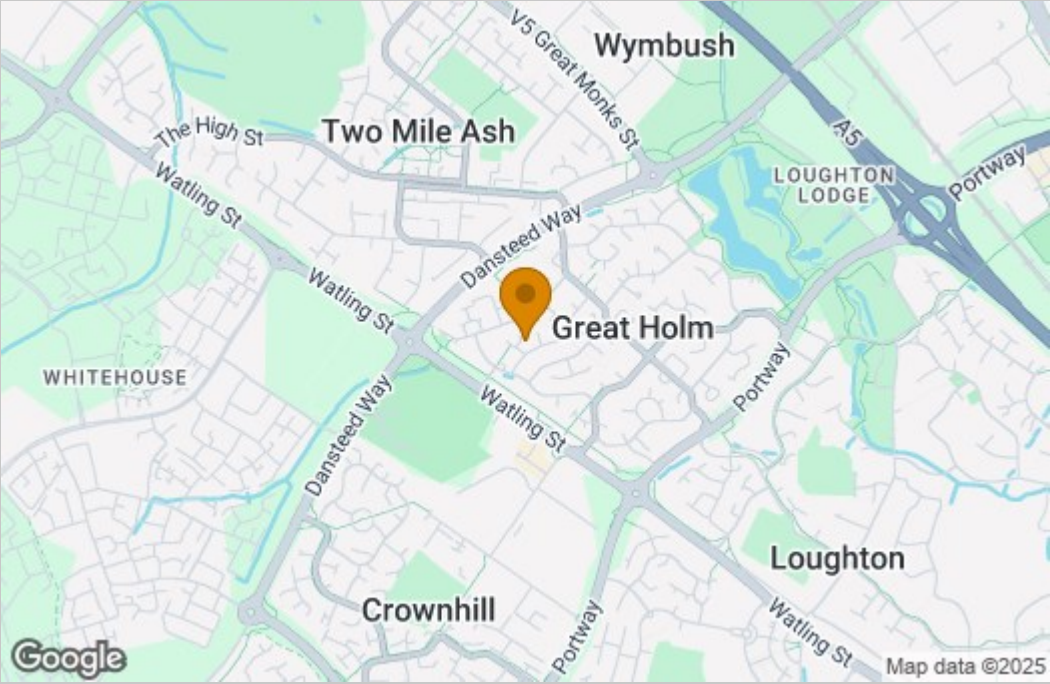 V5 Great Monks St
Wymbush
The High St
Two Mile Ash
A5
Portway
LOUGHTON
LODGE
Watling St
Dansteed Way
Watling St
Great Holm
WHITEHOUSE
Portway
Dansteed Way
Watling St
Loughton
Crownhill
Portway
Watling St
Google
Map data ©2025